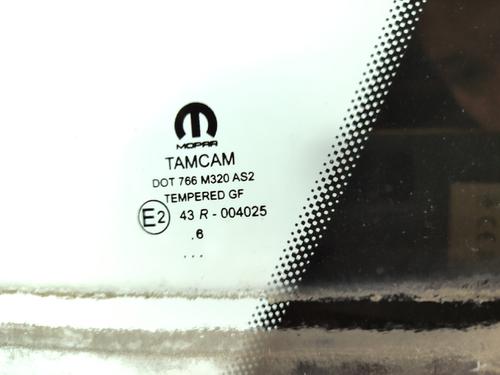 MOPAR
TAMCAM
DOT 766 M320 AS2
TEMPERED GF
E2 43 R - 004025
.6
...